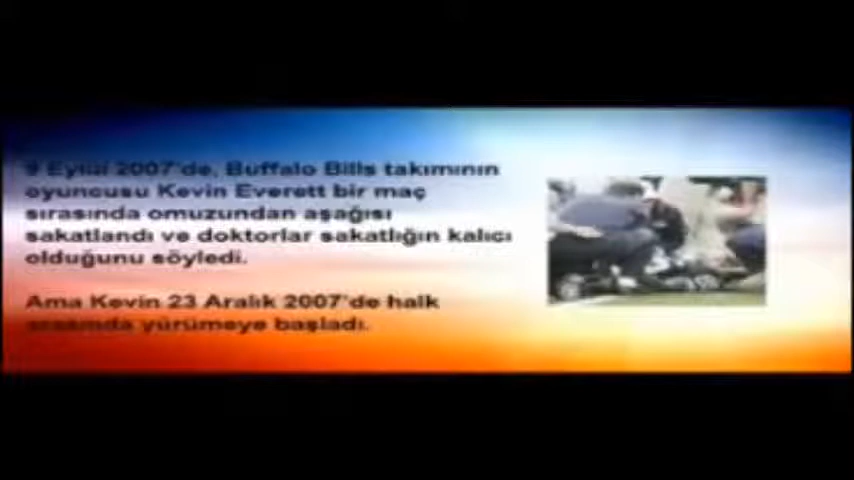 9 Eylül 2007'de, Buffalo Bills takımının
oyuncusu Kevin Everett bir maç
sırasında omuzundan aşağısı
sakatlandı ve doktorlar sakatlığın kalıcı
olduğunu söyledi.
Ama Kevin 23 Aralık 2007'de halk
arasında yürümeye başladı.